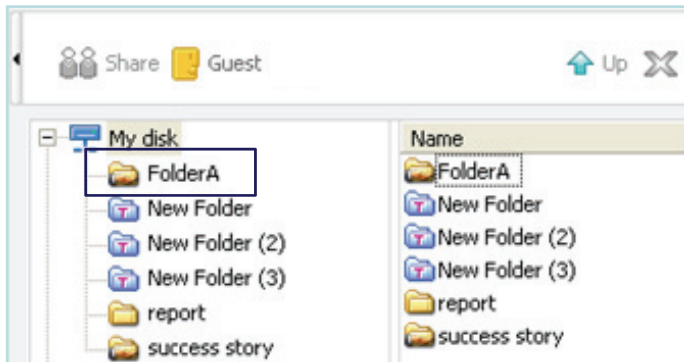 Share Guest Up
My disk
FolderA
New Folder
New Folder (2)
New Folder (3)
report
success story
Name
FolderA
New Folder
New Folder (2)
New Folder (3)
report
success story